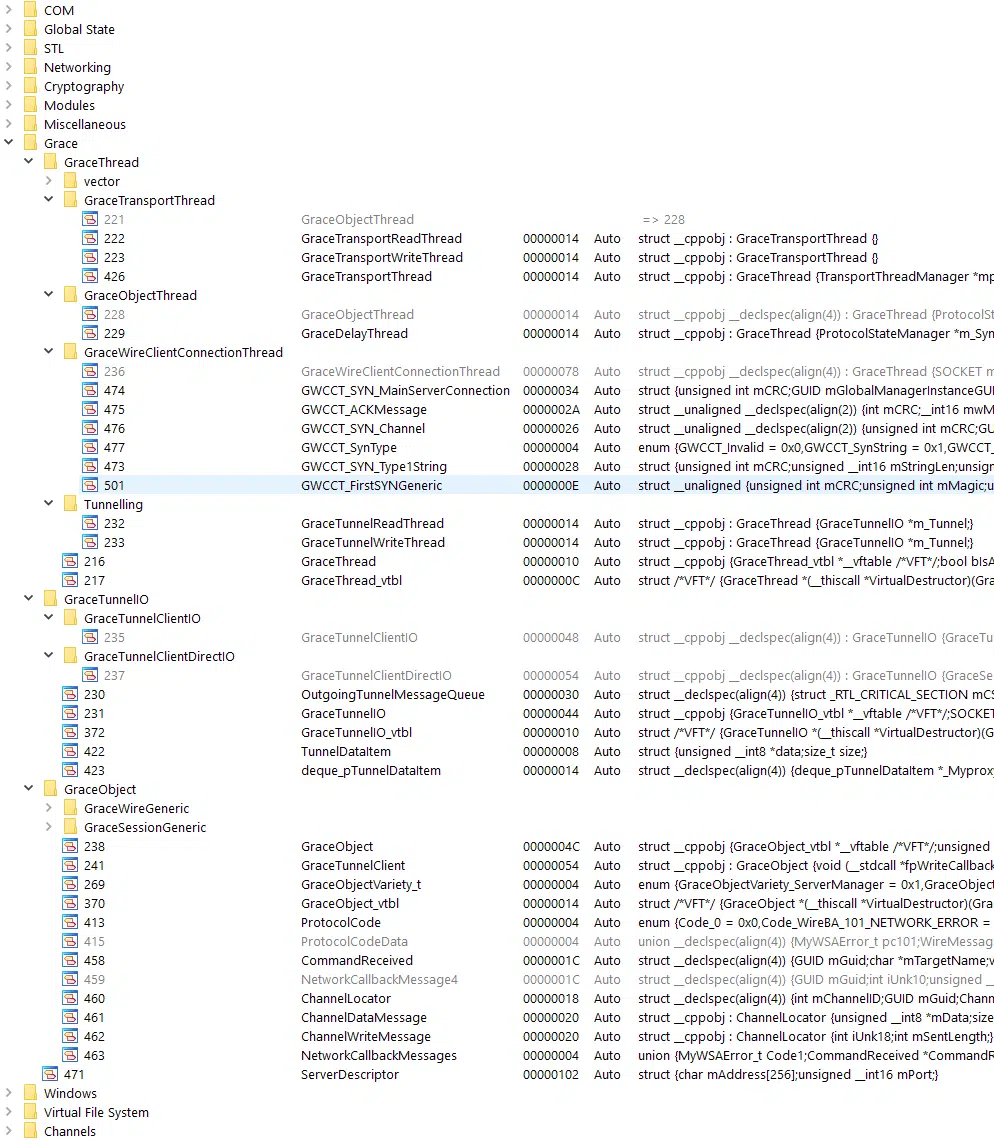 COM
Global State
STL
Networking
Cryptography
Modules
Miscellaneous
Grace
GraceThread
vector
GraceTransportThread
221 GraceObjectThread => 228
222 GraceTransportReadThread 00000014 Auto struct __cppobj : GraceTransportThread {}
223 GraceTransportWriteThread 00000014 Auto struct __cppobj : GraceTransportThread {}
426 GraceTransportThread 00000014 Auto struct __cppobj : GraceThread {TransportThreadManager *mp
GraceObjectThread
228 GraceObjectThread 00000014 Auto struct __cppobj __declspec(align(4)) : GraceThread {ProtocolSt
229 GraceDelayThread 00000014 Auto struct __cppobj : GraceThread {ProtocolStateManager *m_Syn
GraceWireClientConnectionThread
236 GraceWireClientConnectionThread 00000078 Auto struct __cppobj __declspec(align(4)) : GraceThread {SOCKET m
474 GWCCT_SYN_MainServerConnection 00000034 Auto struct {unsigned int mCRC;GUID mGlobalManagerInstanceGUI
475 GWCCT_ACKMessage 0000002A Auto struct __unaligned __declspec(align(2)) {int mCRC;__int16 mwM
476 GWCCT_SYN_Channel 00000026 Auto struct __unaligned __declspec(align(2)) {unsigned int mCRC;GU
477 GWCCT_SynType 00000004 Auto enum {GWCCT_Invalid = 0x0,GWCCT_SynString = 0x1,GWCCT_
473 GWCCT_SYN_Type1String 00000028 Auto struct {unsigned int mCRC;unsigned __int16 mStringLen;unsign
501 GWCCT_FirstSYNGeneric 0000000E Auto struct __unaligned {unsigned int mCRC;unsigned int mMagic;u
Tunnelling
232 GraceTunnelReadThread 00000014 Auto struct __cppobj : GraceThread {GraceTunnelIO *m_Tunnel;}
233 GraceTunnelWriteThread 00000014 Auto struct __cppobj : GraceThread {GraceTunnelIO *m_Tunnel;}
216 GraceThread 00000010 Auto struct __cppobj {GraceThread_vtbl *__vftable /*VFT*/;bool bIsA
217 GraceThread_vtbl 0000000C Auto struct /*VFT*/ {GraceThread *(__thiscall *VirtualDestructor)(Gra
GraceTunnelIO
GraceTunnelClientIO
235 GraceTunnelClientIO 00000048 Auto struct __cppobj __declspec(align(4)) : GraceTunnelIO {GraceTu
GraceTunnelClientDirectIO
237 GraceTunnelClientDirectIO 00000054 Auto struct __cppobj __declspec(align(4)) : GraceTunnelIO {GraceSe
230 OutgoingTunnelMessageQueue 00000030 Auto struct __declspec(align(4)) {struct _RTL_CRITICAL_SECTION mCS
231 GraceTunnelIO 00000044 Auto struct __cppobj {GraceTunnelIO_vtbl *__vftable /*VFT*/;SOCKET
372 GraceTunnelIO_vtbl 00000010 Auto struct /*VFT*/ {GraceTunnelIO *(__thiscall *VirtualDestructor)(G
422 TunnelDataItem 00000008 Auto struct {unsigned __int8 *data;size_t size;}
423 deque_pTunnelDataItem 00000014 Auto struct __declspec(align(4)) {deque_pTunnelDataItem *_Myproxy
GraceObject
GraceWireGeneric
GraceSessionGeneric
238 GraceObject 0000004C Auto struct __cppobj {GraceObject_vtbl *__vftable /*VFT*/;unsigned
241 GraceTunnelClient 00000054 Auto struct __cppobj : GraceObject {void (__stdcall *fpWriteCallback
269 GraceObjectVariety_t 00000004 Auto enum {GraceObjectVariety_ServerManager = 0x1,GraceObject
370 GraceObject_vtbl 00000014 Auto struct /*VFT*/ {GraceObject *(__thiscall *VirtualDestructor)(Gra
413 ProtocolCode 00000004 Auto enum {Code_0 = 0x0,Code_WireBA_101_NETWORK_ERROR =
415 ProtocolCodeData 00000004 Auto union __declspec(align(4)) {MyWSAError_t pc101;WireMessag
458 CommandReceived 0000001C Auto struct __declspec(align(4)) {GUID mGuid;char *mTargetName;v
459 NetworkCallbackMessage4 0000001C Auto struct __declspec(align(4)) {GUID mGuid;int iUnk10;unsigned __
460 ChannelLocator 00000018 Auto struct __declspec(align(4)) {int mChannelID;GUID mGuid;Chann
461 ChannelDataMessage 00000020 Auto struct __cppobj : ChannelLocator {unsigned __int8 *mData;size
462 ChannelWriteMessage 00000020 Auto struct __cppobj : ChannelLocator {int iUnk18;int mSentLength;}
463 NetworkCallbackMessages 00000004 Auto union {MyWSAError_t Code1;CommandReceived *CommandR
471 ServerDescriptor 00000102 Auto struct {char mAddress[256];unsigned __int16 mPort;}
Windows
Virtual File System
Channels